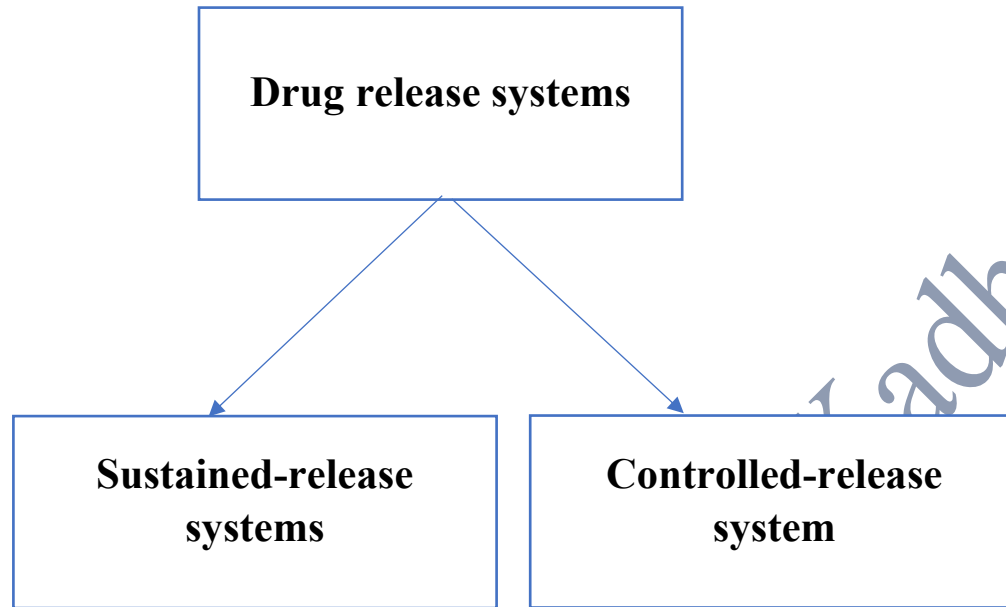 Drug release systems
Sustained-release
systems
Controlled-release
system